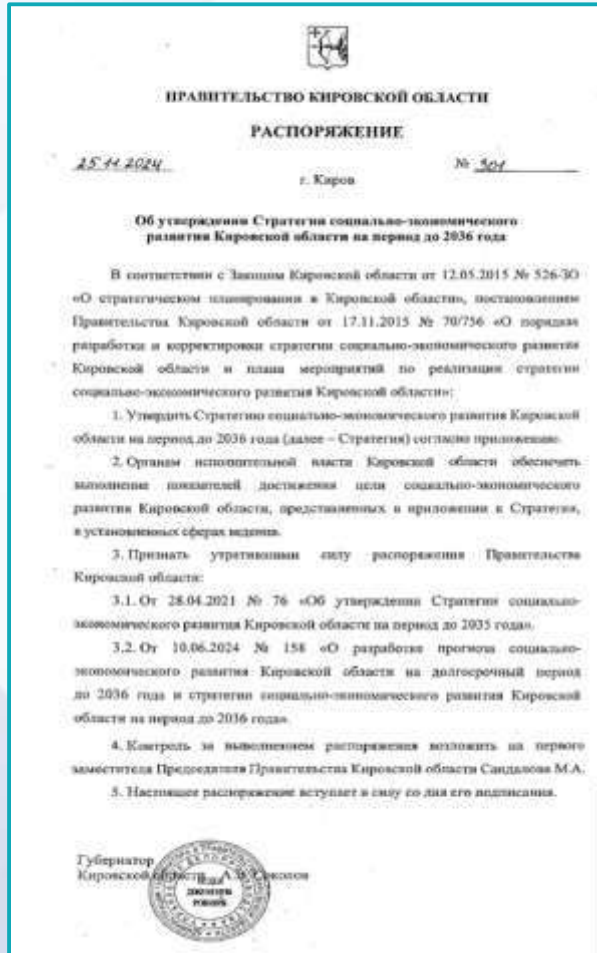 ПРАВИТЕЛЬСТВО КИРОВСКОЙ ОБЛАСТИ
РАСПОРЯЖЕНИЕ
25.11.2024 № 301
г. Киров
Об утверждении Стратегии социально-экономического
развития Кировской области на период до 2036 года
В соответствии с Законом Кировской области от 12.05.2015 № 526-ЗО
«О стратегическом планировании в Кировской области», постановлением
Правительства Кировской области от 17.11.2015 № 70/756 «О порядке
разработки и корректировки стратегии социально-экономического развития
Кировской области и плана мероприятий по реализации стратегии
социально-экономического развития Кировской области»:
1. Утвердить Стратегию социально-экономического развития Кировской
области на период до 2036 года (далее – Стратегия) согласно приложению.
2. Органам исполнительной власти Кировской области обеспечить
выполнение показателей достижения цели социально-экономического
развития Кировской области, представленных в приложении к Стратегии,
в установленных сферах ведения.
3. Признать утратившими силу распоряжения Правительства
Кировской области:
3.1. От 28.04.2021 № 76 «Об утверждении Стратегии социально-
экономического развития Кировской области на период до 2035 года».
3.2. От 10.06.2024 № 158 «О разработке прогноза социально-
экономического развития Кировской области на долгосрочный период
до 2036 года и стратегии социально-экономического развития Кировской
области на период до 2036 года».
4. Контроль за выполнением распоряжения возложить на первого
заместителя Председателя Правительства Кировской области Сандалова М.А.
5. Настоящее распоряжение вступает в силу со дня его подписания.
Губернатор
Кировской области А.В. Соколов